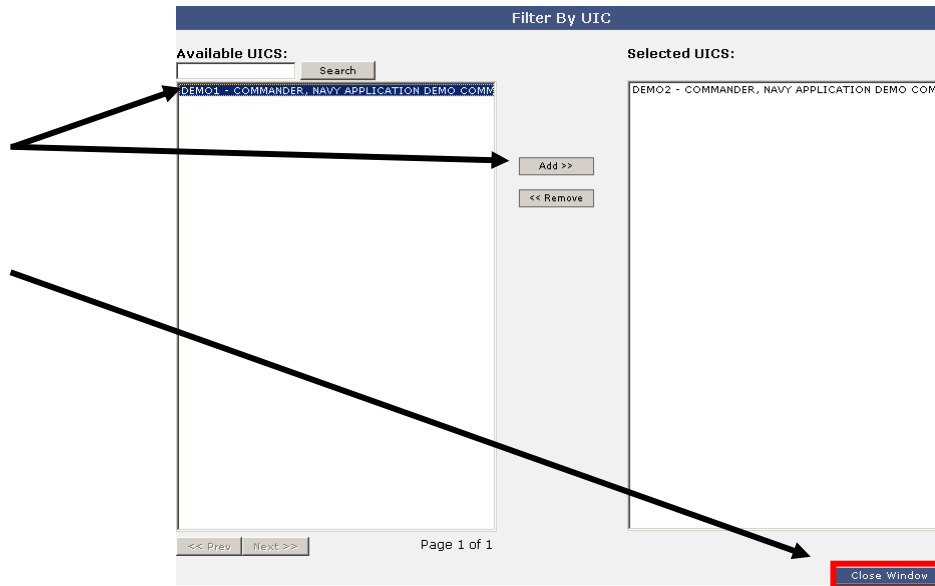 Filter By UIC
Available UICS:
Selected UICS:
Search
DEMO1 - COMMANDER, NAVY APPLICATION DEMO COMM
DEMO2 - COMMANDER, NAVY APPLICATION DEMO COM
Add >>
<< Remove
<< Prev
Next >>
Page 1 of 1
Close Window